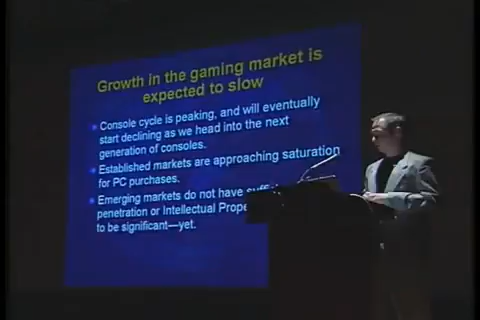 Growth in the gaming market is
expected to slow
Console cycle is peaking, and will eventually
start declining as we head into the next
generation of consoles.
Established markets are approaching saturation
for PC purchases.
Emerging markets do not have
penetration or Intellectual
to be significant—yet.